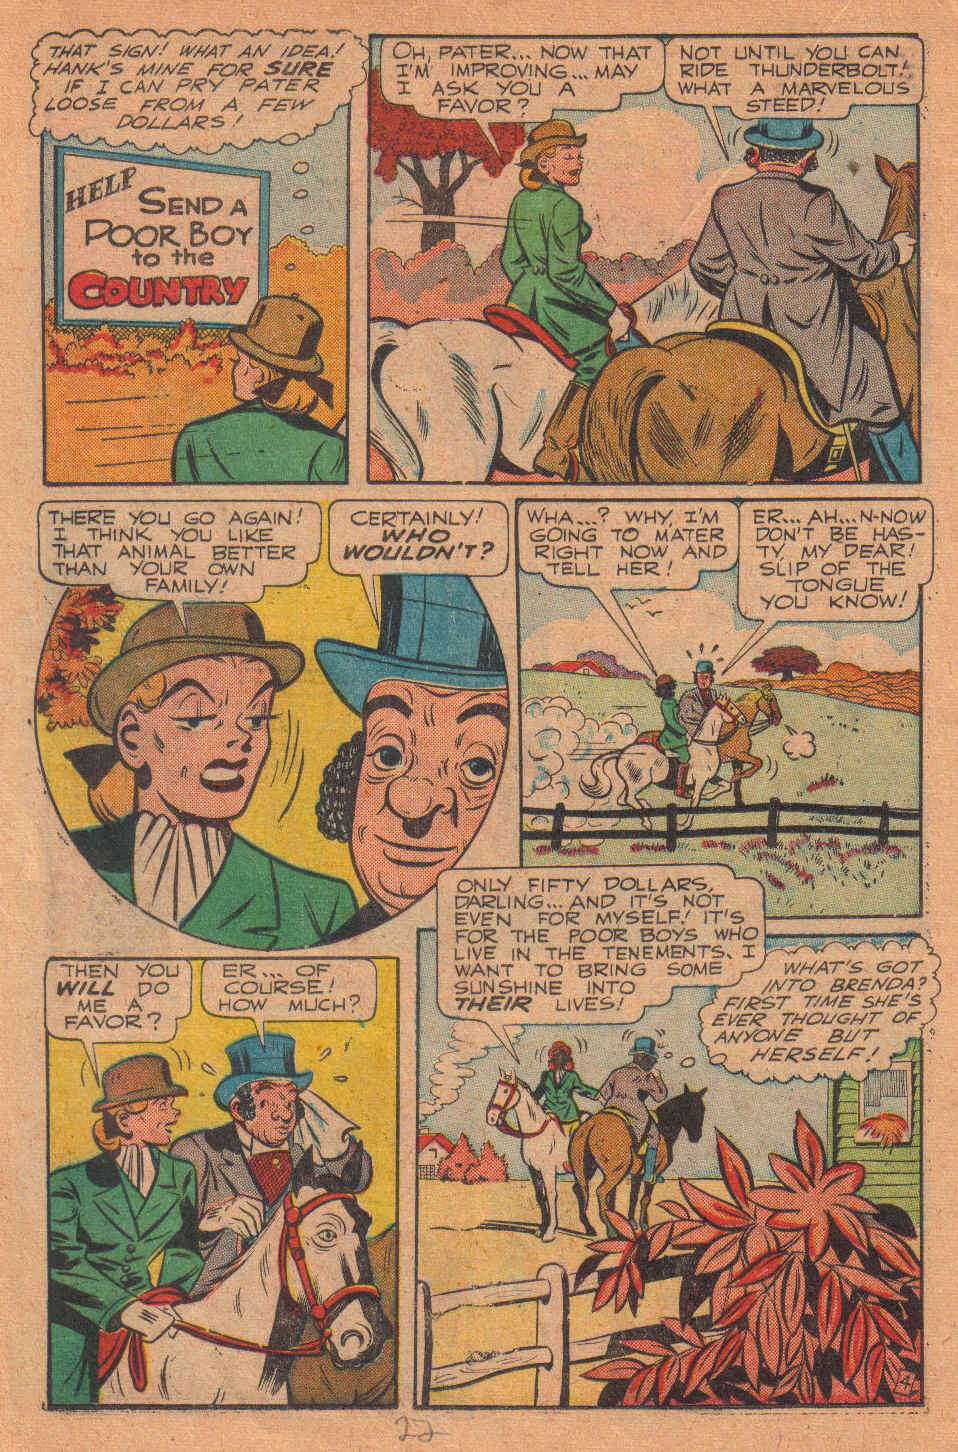 THAT SIGN! WHAT AN IDEA!
HANK'S MINE FOR SURE
IF I CAN PRY PATER
LOOSE FROM A FEW
DOLLARS!
HELP
SEND A
POOR BOY
to the
COUNTRY
OH, PATER... NOW THAT
I'M IMPROVING... MAY
I ASK YOU A
FAVOR?
NOT UNTIL YOU CAN
RIDE THUNDERBOLT!
WHAT A MARVELOUS
STEED!
THERE YOU GO AGAIN!
I THINK YOU LIKE
THAT ANIMAL BETTER
THAN YOUR OWN
FAMILY!
CERTAINLY!
WHO
WOULDN'T?
WHA...? WHY, I'M
GOING TO MATER
RIGHT NOW AND
TELL HER!
ER... AH... N-NOW
DON'T BE HAS-
TY, MY DEAR!
SLIP OF THE
TONGUE
YOU KNOW!
THEN YOU
WILL DO
ME A
FAVOR?
ER... OF
COURSE!
HOW MUCH?
ONLY FIFTY DOLLARS,
DARLING... AND IT'S NOT
EVEN FOR MYSELF! IT'S
FOR THE POOR BOYS WHO
LIVE IN THE TENEMENTS. I
WANT TO BRING SOME
SUNSHINE INTO
THEIR LIVES!
WHAT'S GOT
INTO BRENDA?
FIRST TIME SHE'S
EVER THOUGHT OF
ANYONE BUT
HERSELF!
4
22